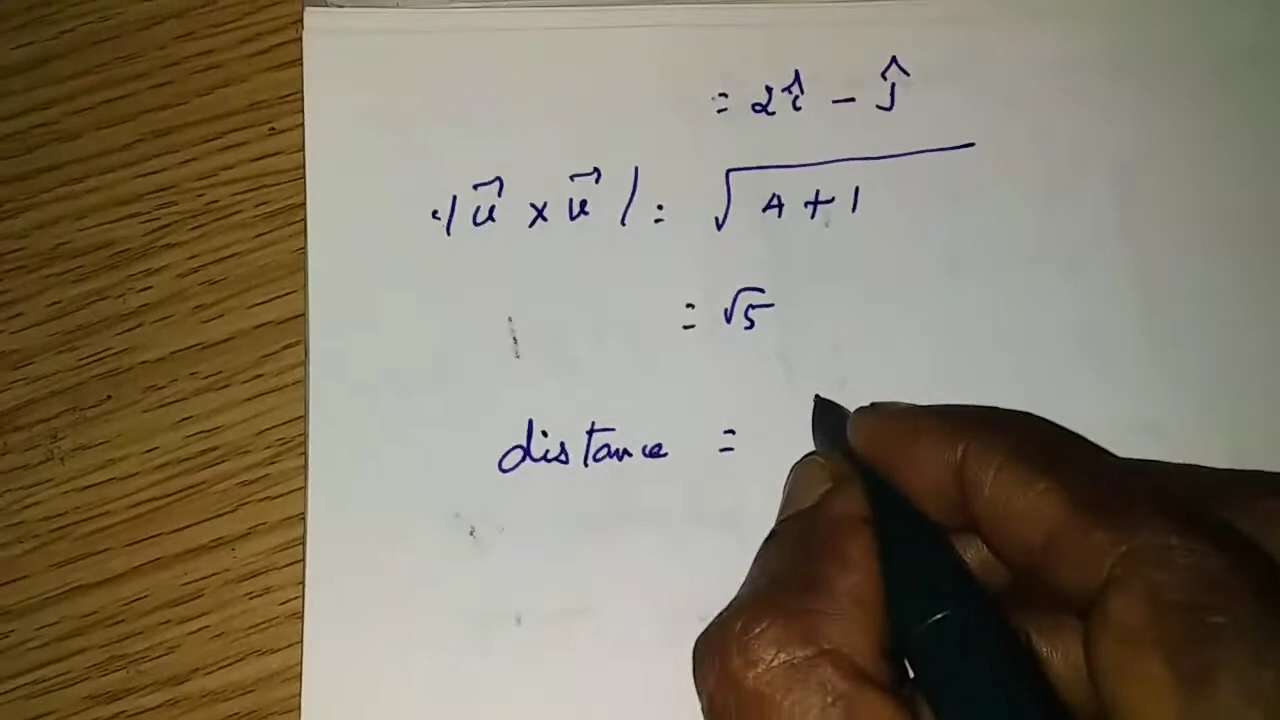 = 2î - ĵ
|u⃗ × v⃗| = √4+1
= √5
distance =